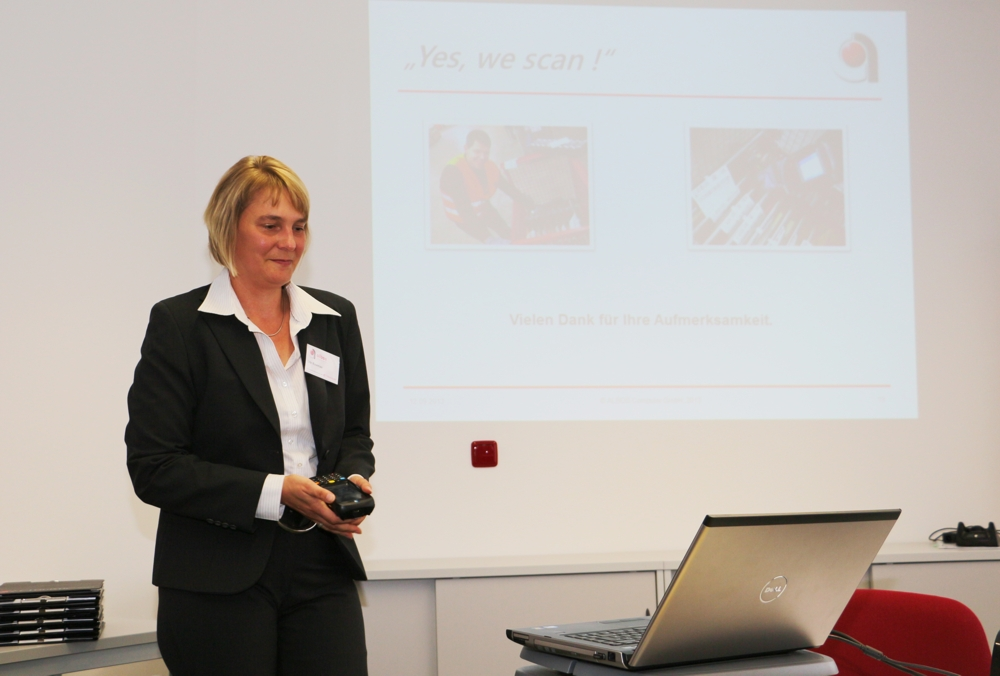 „Yes, we scan !“
Vielen Dank für Ihre Aufmerksamkeit.
DELL